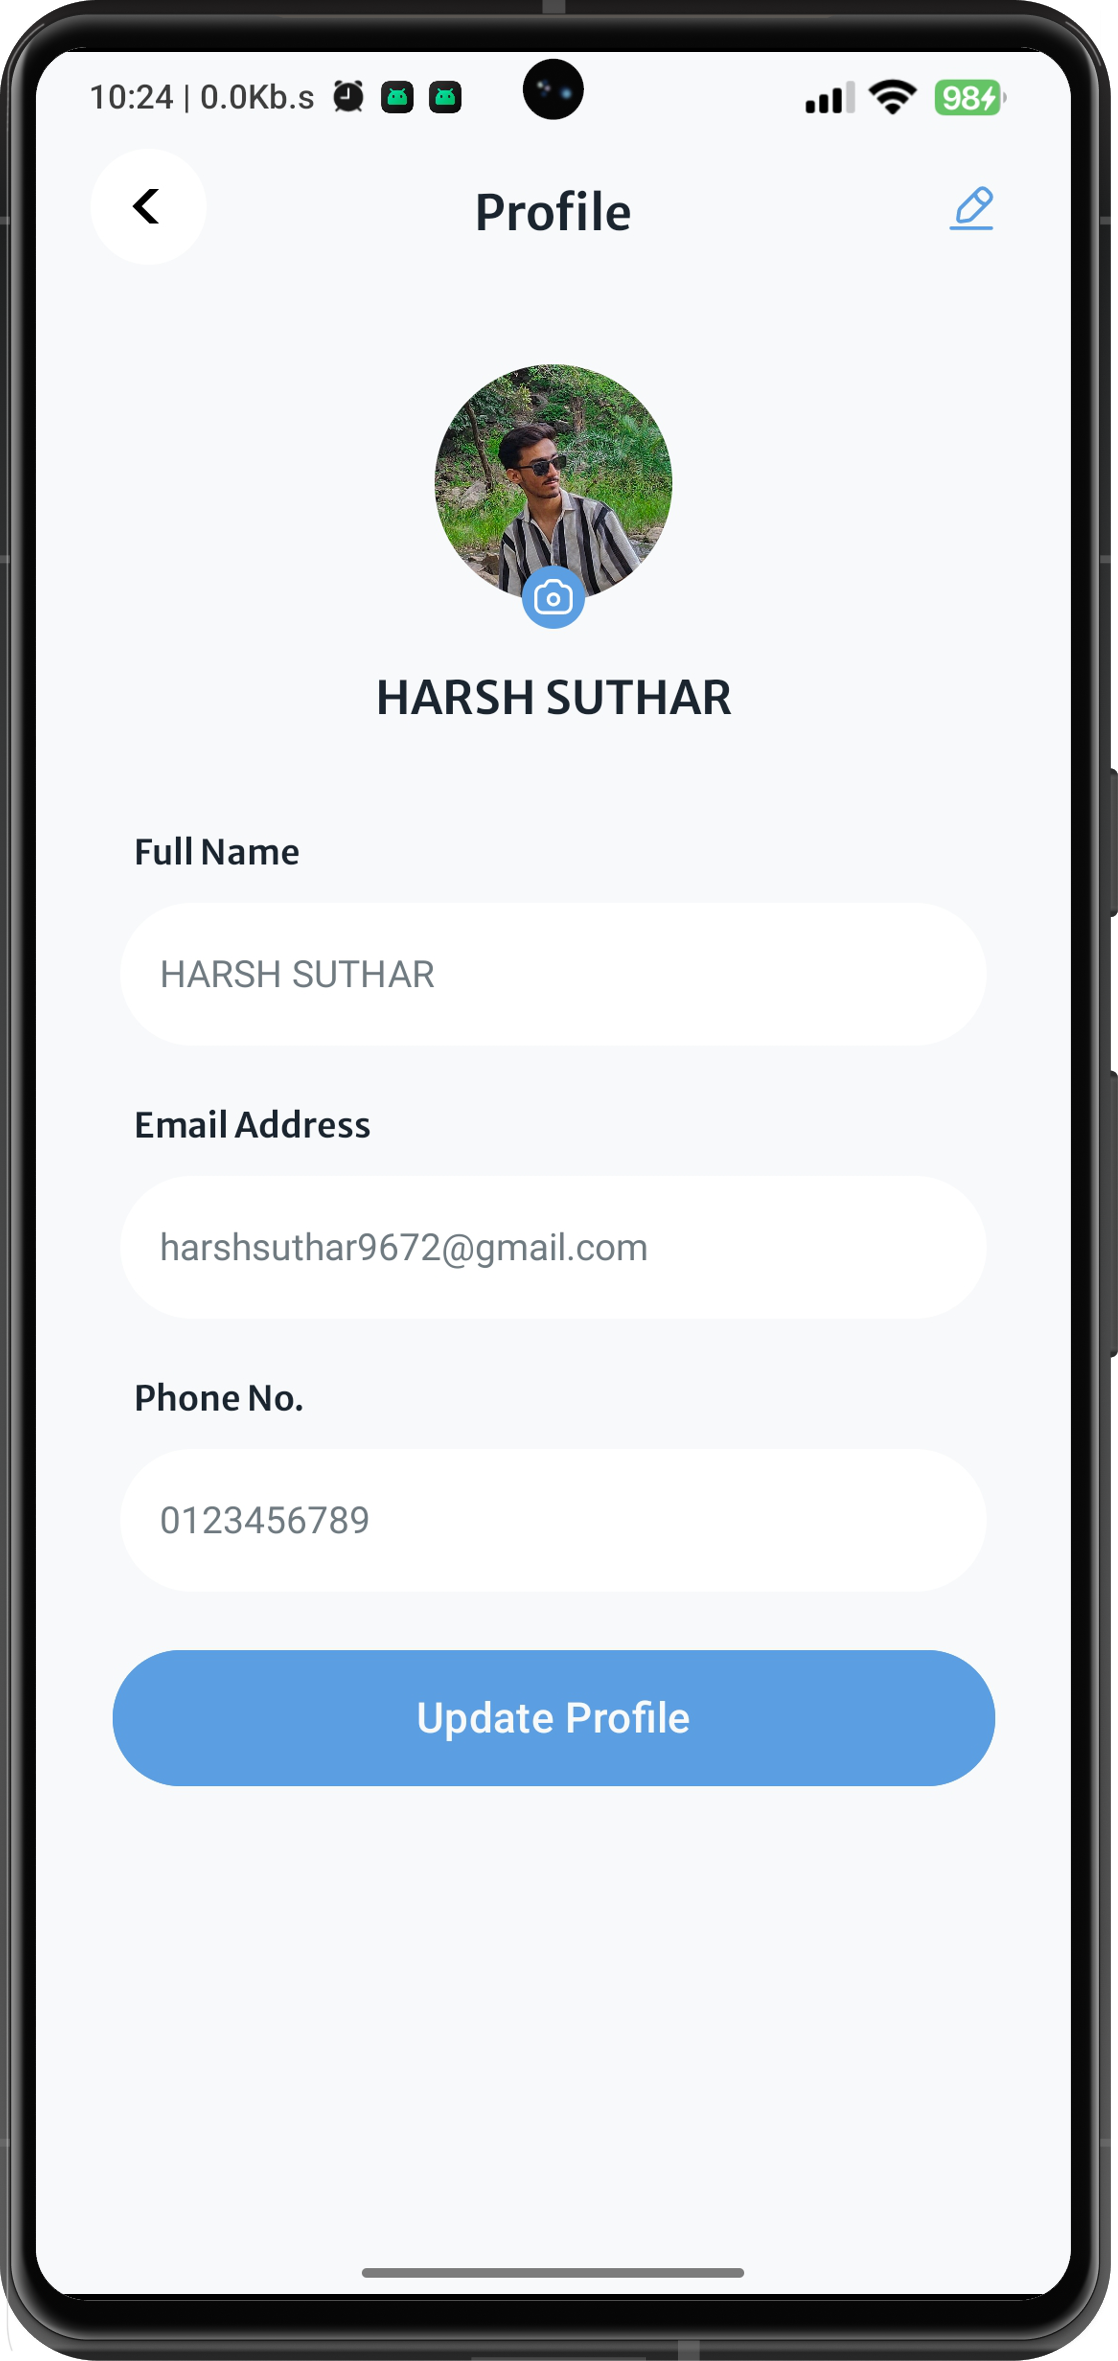 10:24 | 0.0Kb.s 98
Profile
HARSH SUTHAR
Full Name
HARSH SUTHAR
Email Address
harshsuthar9672@gmail.com
Phone No.
0123456789
Update Profile